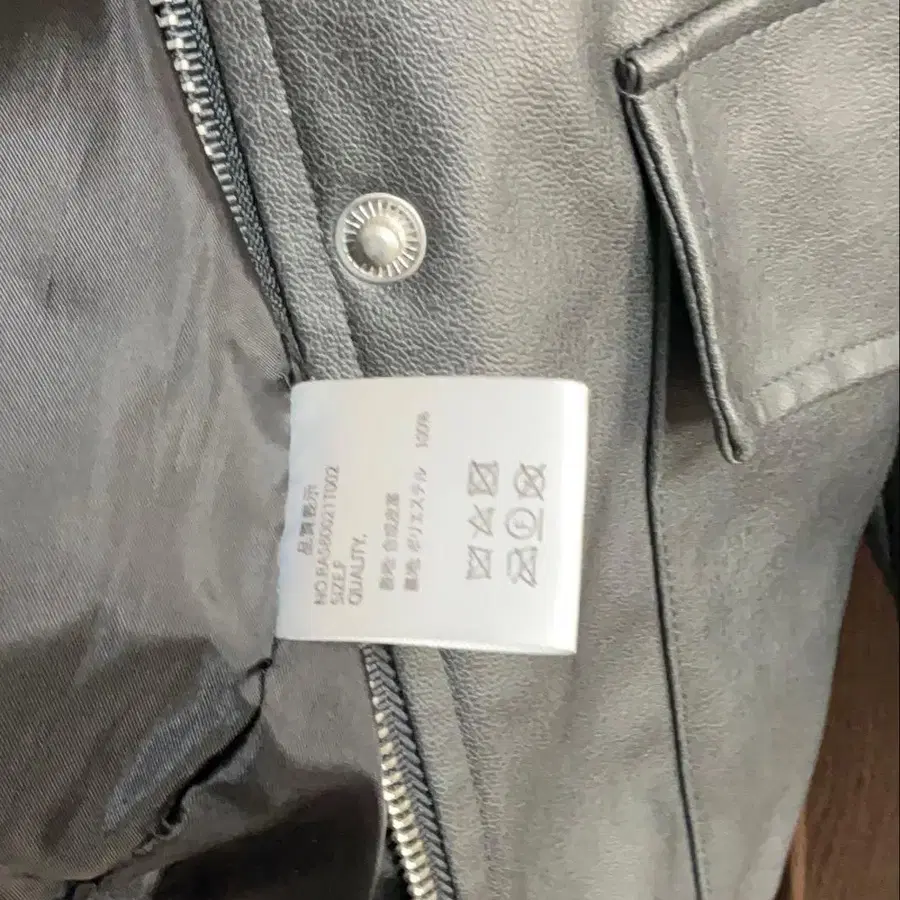 品質表示
NO.RAS60021T002
SIZE.F
QUALITY.
表地 合成皮革
裏地 ポリエステル 100%